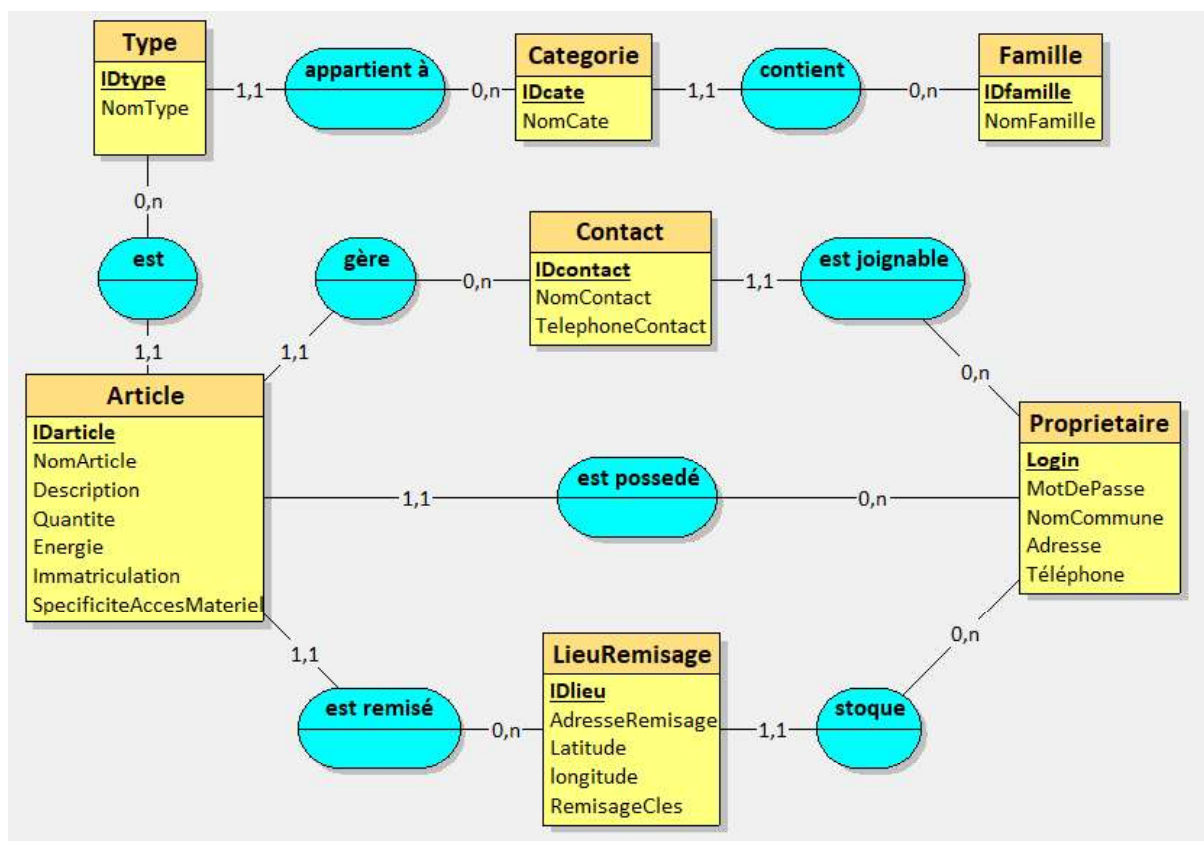 Type
IDtype
NomType
1,1
appartient à
0,n
Categorie
IDcate
NomCate
1,1
contient
0,n
Famille
IDfamille
NomFamille
0,n
est
1,1
gère
1,1
0,n
Contact
IDcontact
NomContact
TelephoneContact
1,1
est joignable
0,n
Article
IDarticle
NomArticle
Description
Quantite
Energie
Immatriculation
SpecificiteAccesMateriel
1,1
est possedé
0,n
Proprietaire
Login
MotDePasse
NomCommune
Adresse
Téléphone
1,1
est remisé
0,n
LieuRemisage
IDlieu
AdresseRemisage
Latitude
longitude
RemisageCles
1,1
stoque
0,n